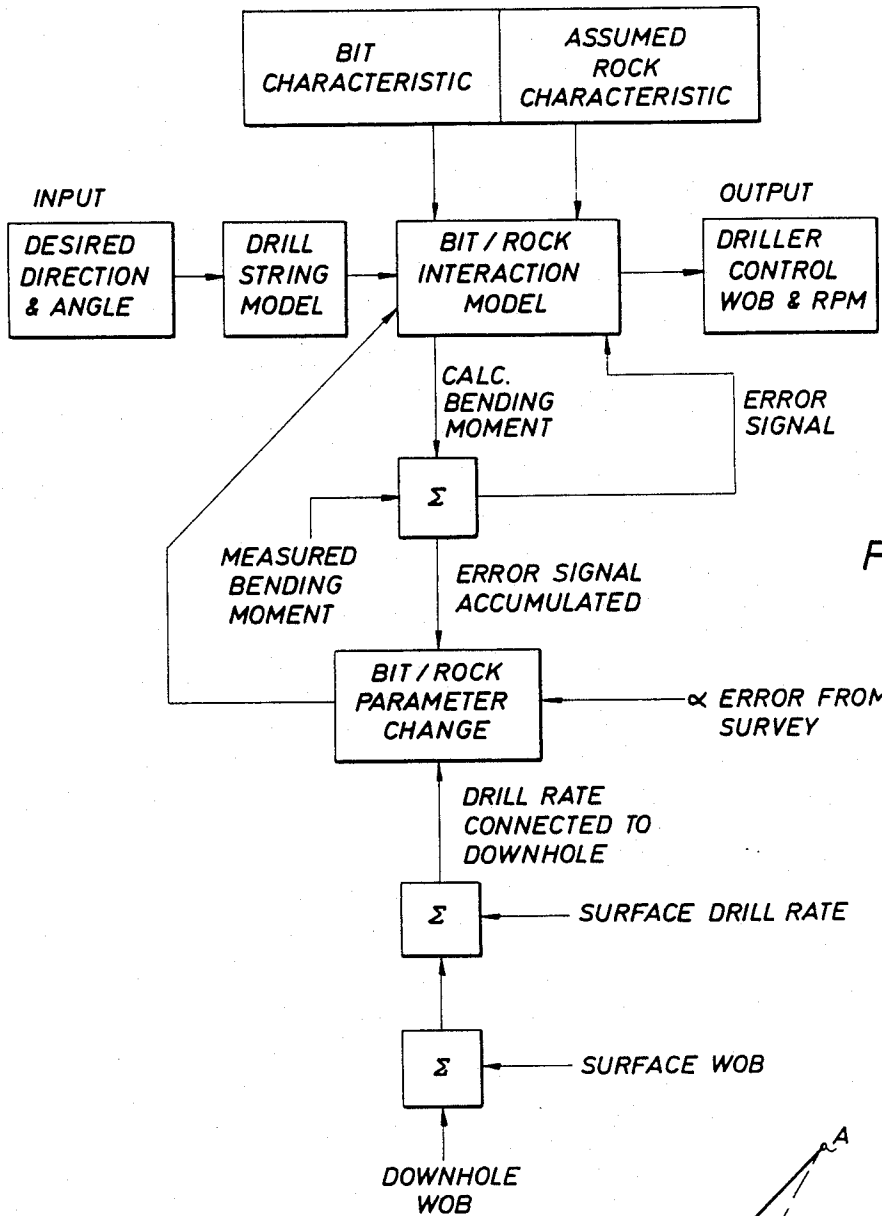 BIT
CHARACTERISTIC
ASSUMED
ROCK
CHARACTERISTIC
INPUT
OUTPUT
DESIRED
DIRECTION
& ANGLE
DRILL
STRING
MODEL
BIT / ROCK
INTERACTION
MODEL
DRILLER
CONTROL
WOB & RPM
CALC.
BENDING
MOMENT
ERROR
SIGNAL
Σ
MEASURED
BENDING
MOMENT
ERROR SIGNAL
ACCUMULATED
F
BIT / ROCK
PARAMETER
CHANGE
∝ ERROR FROM
SURVEY
DRILL RATE
CONNECTED TO
DOWNHOLE
Σ
SURFACE DRILL RATE
Σ
SURFACE WOB
DOWNHOLE
WOB
A